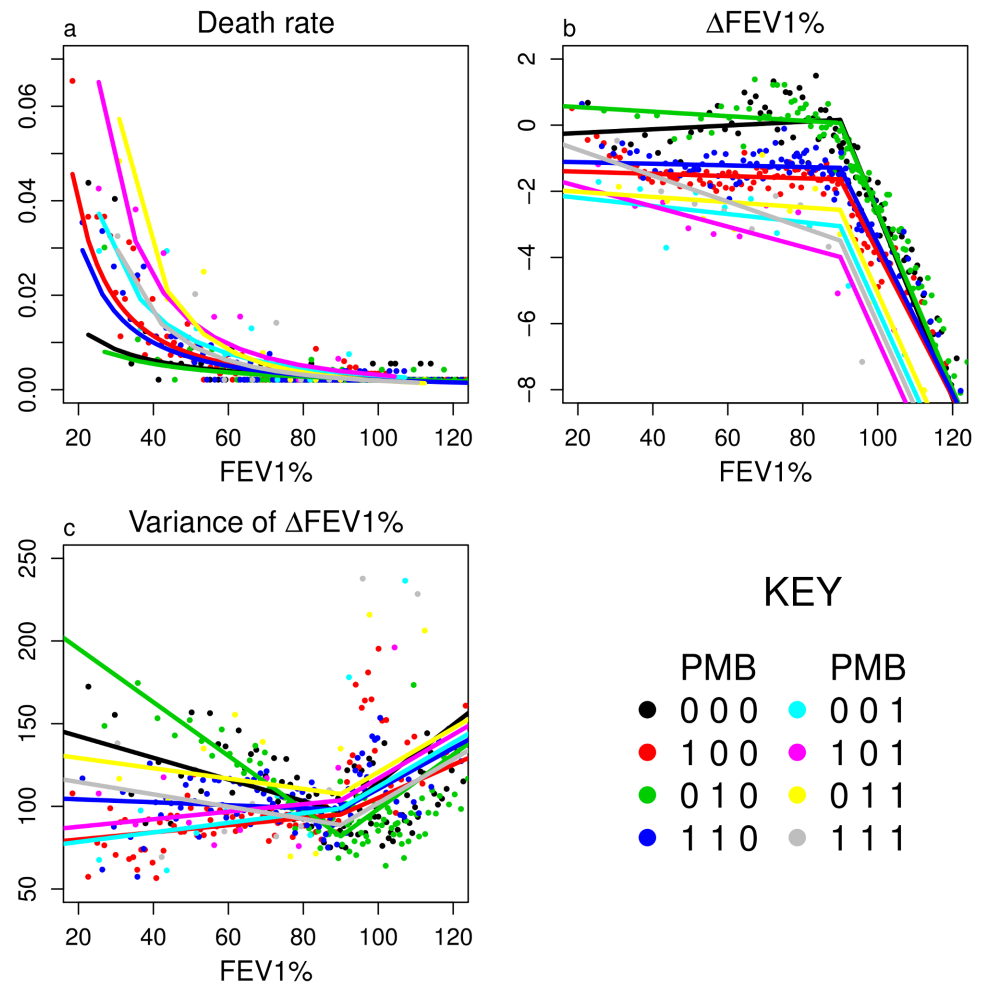 a Death rate
0.00 0.02 0.04 0.06
20 40 60 80 100 120
FEV1%
b ΔFEV1%
−8 −6 −4 −2 0 2
20 40 60 80 100 120
FEV1%
c Variance of ΔFEV1%
50 100 150 200 250
20 40 60 80 100 120
FEV1%
KEY
PMB PMB
0 0 0 0 0 1
1 0 0 1 0 1
0 1 0 0 1 1
1 1 0 1 1 1